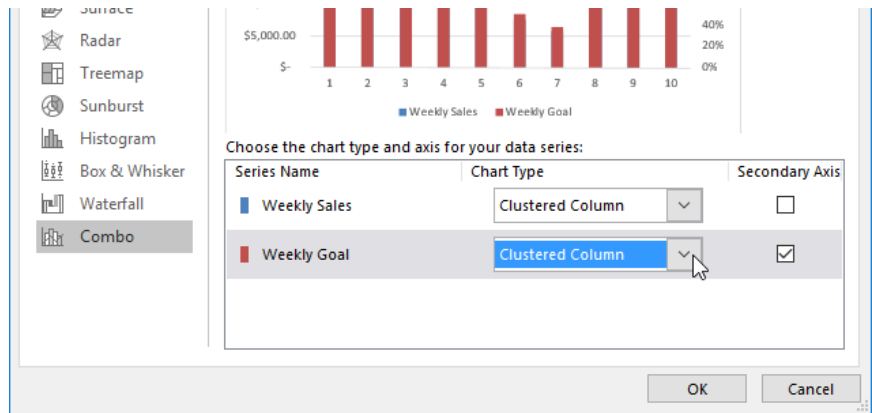 Surface
Radar
Treemap
Sunburst
Histogram
Box & Whisker
Waterfall
Combo
$5,000.00
$-
40%
20%
0%
1 2 3 4 5 6 7 8 9 10
Weekly Sales Weekly Goal
Choose the chart type and axis for your data series:
Series Name Chart Type Secondary Axis
Weekly Sales Clustered Column
Weekly Goal Clustered Column
OK Cancel